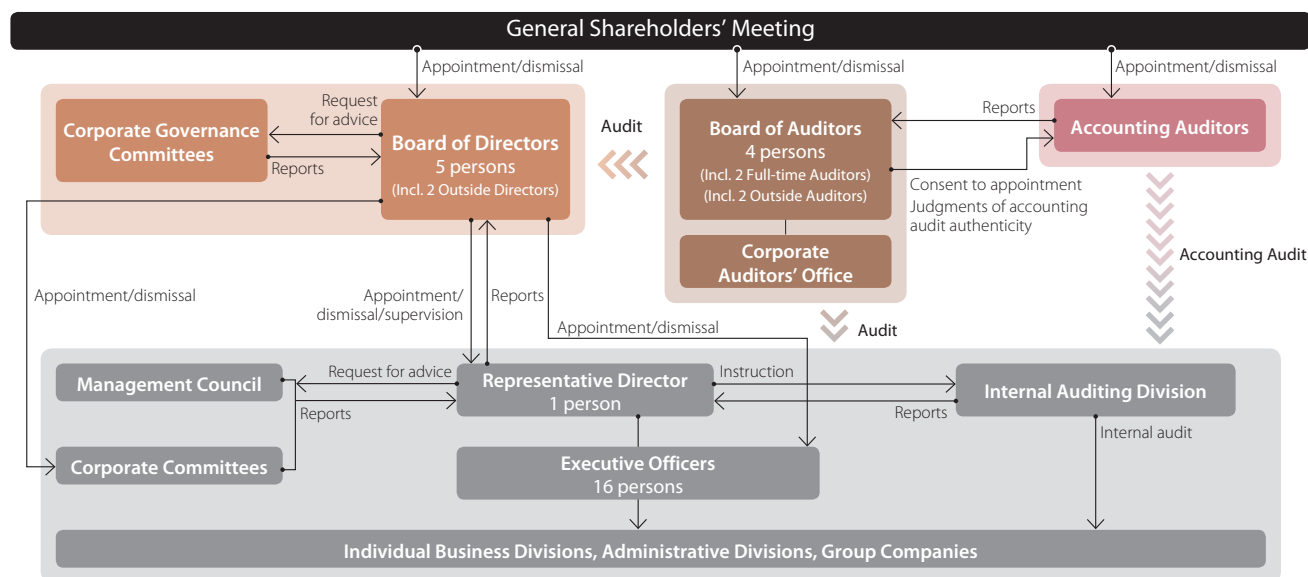 General Shareholders’ Meeting
Appointment/dismissal
Appointment/dismissal
Appointment/dismissal
Corporate Governance
Committees
Request
for advice
Reports
Board of Directors
5 persons
(Incl. 2 Outside Directors)
Audit
Board of Auditors
4 persons
(Incl. 2 Full-time Auditors)
(Incl. 2 Outside Auditors)
Reports
Accounting Auditors
Consent to appointment
Judgments of accounting
audit authenticity
Corporate
Auditors’ Office
Accounting Audit
Appointment/dismissal
Appointment/
dismissal/supervision
Reports
Appointment/dismissal
Audit
Management Council
Request for advice
Reports
Representative Director
1 person
Instruction
Reports
Internal Auditing Division
Internal audit
Corporate Committees
Executive Officers
16 persons
Individual Business Divisions, Administrative Divisions, Group Companies